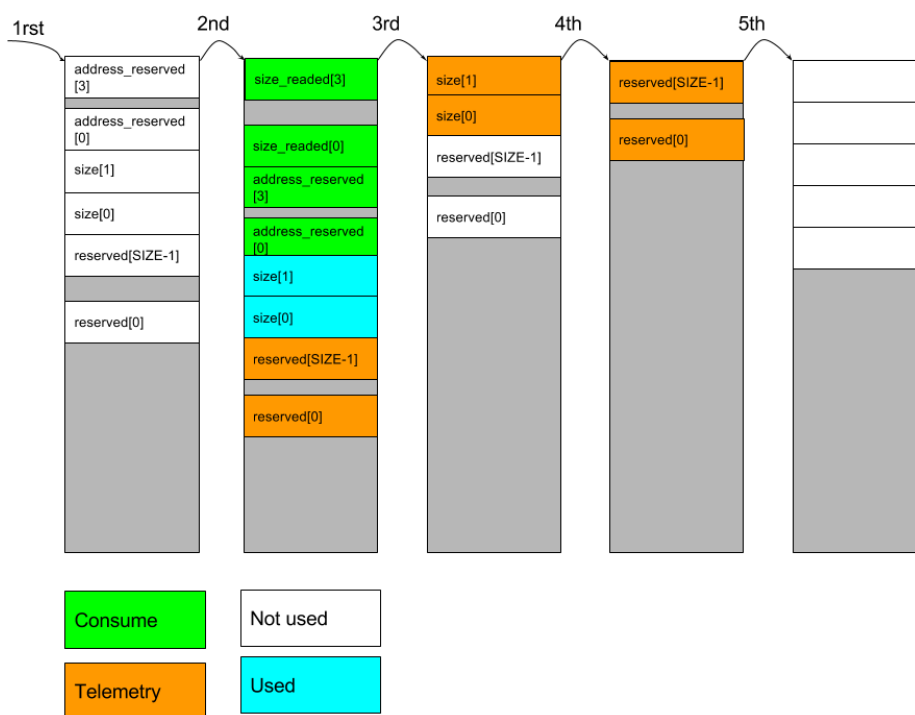 1rst
2nd
3rd
4th
5th
address_reserved
[3]
address_reserved
[0]
size[1]
size[0]
reserved[SIZE-1]
reserved[0]
size_readed[3]
size_readed[0]
address_reserved
[3]
address_reserved
[0]
size[1]
size[0]
reserved[SIZE-1]
reserved[0]
size[1]
size[0]
reserved[SIZE-1]
reserved[0]
reserved[SIZE-1]
reserved[0]
Consume
Not used
Telemetry
Used